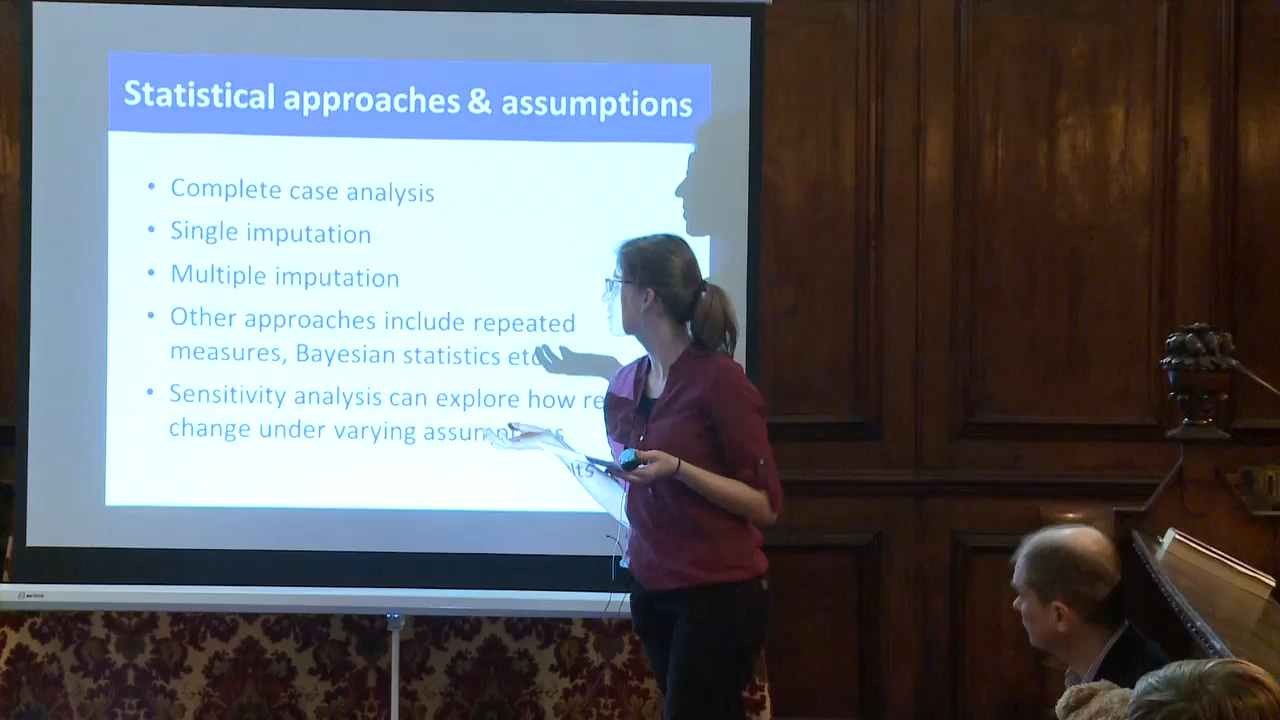 Statistical approaches & assumptions
• Complete case analysis
• Single imputation
• Multiple imputation
• Other approaches include repeated
measures, Bayesian statistics etc
• Sensitivity analysis can explore how
change under varying